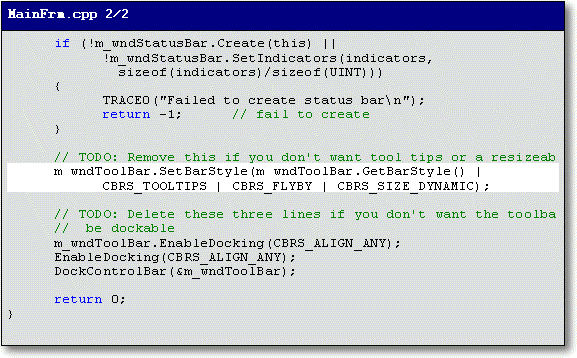 MainFrm.cpp 2/2
if (!m_wndStatusBar.Create(this) ||
!m_wndStatusBar.SetIndicators(indicators,
sizeof(indicators)/sizeof(UINT)))
{
TRACE0("Failed to create status bar\n");
return -1; // fail to create
}
// TODO: Remove this if you don't want tool tips or a resizeab
m_wndToolBar.SetBarStyle(m_wndToolBar.GetBarStyle() |
CBRS_TOOLTIPS | CBRS_FLYBY | CBRS_SIZE_DYNAMIC);
// TODO: Delete these three lines if you don't want the toolba
// be dockable
m_wndToolBar.EnableDocking(CBRS_ALIGN_ANY);
EnableDocking(CBRS_ALIGN_ANY);
DockControlBar(&m_wndToolBar);
return 0;
}